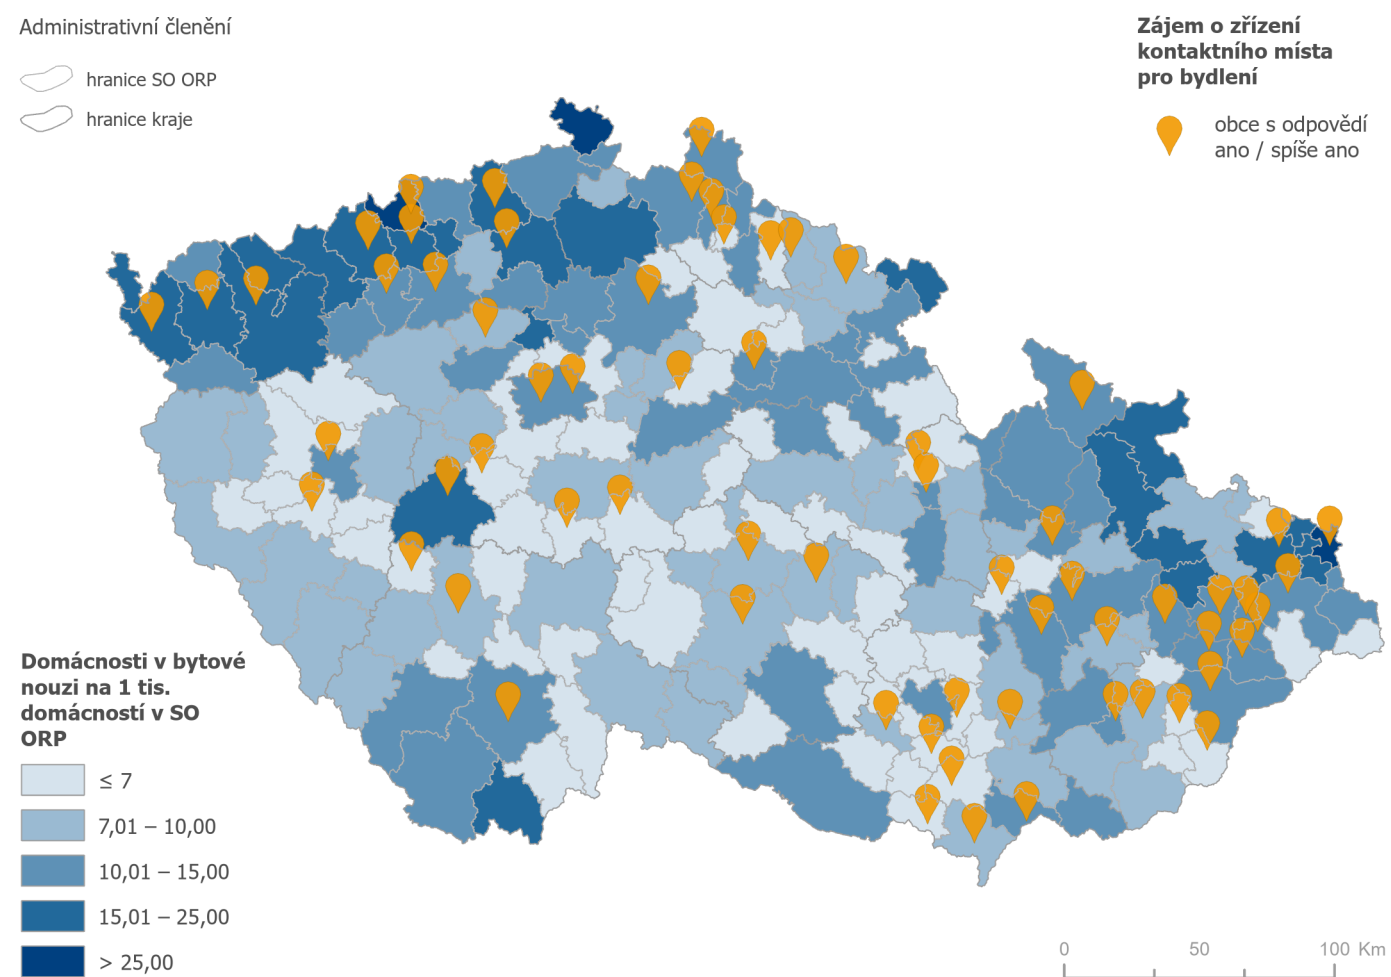 Administrativní členění
hranice SO ORP
hranice kraje
Zájem o zřízení
kontaktního místa
pro bydlení
obce s odpovědí
ano / spíše ano
Domácnosti v bytové
nouzi na 1 tis.
domácností v SO
ORP
≤ 7
7,01 – 10,00
10,01 – 15,00
15,01 – 25,00
> 25,00
0 50 100 Km